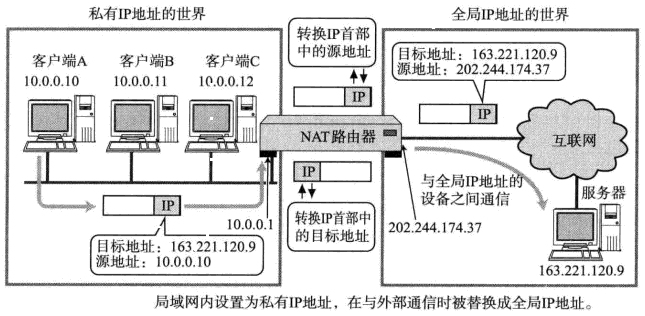 私有IP地址的世界
全局IP地址的世界
客户端A
10.0.0.10
客户端B
10.0.0.11
客户端C
10.0.0.12
转换IP首部
中的源地址
IP
目标地址：163.221.120.9
源地址：202.244.174.37
IP
NAT路由器
互联网
IP
IP
10.0.0.1
转换IP首部中
的目标地址
202.244.174.37
与全局IP地址的
设备之间通信
服务器
163.221.120.9
目标地址：163.221.120.9
源地址：10.0.0.10
局域网内设置为私有IP地址，在与外部通信时被替换成全局IP地址。